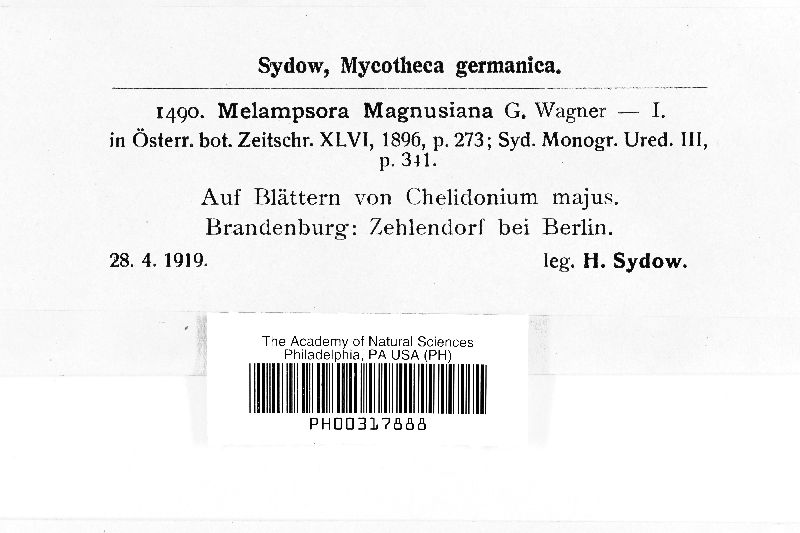 Sydow, Mycotheca germanica.
1490. Melampsora Magnusiana G. Wagner — I.
in Österr. bot. Zeitschr. XLVI, 1896, p. 273; Syd. Monogr. Ured. III,
p. 341.
Auf Blättern von Chelidonium majus.
Brandenburg: Zehlendorf bei Berlin.
28. 4. 1919. leg. H. Sydow.
The Academy of Natural Sciences
Philadelphia, PA USA (PH)
PH00317888